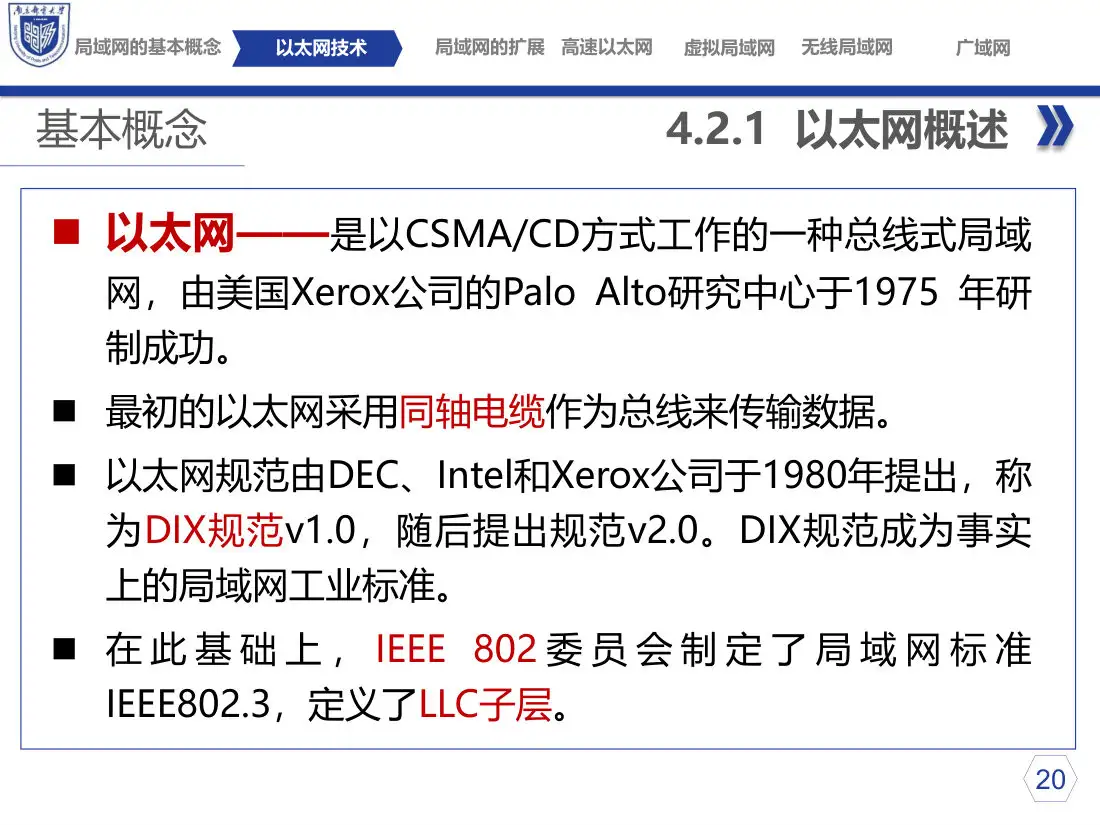 南京邮电大学
局域网的基本概念 以太网技术 局域网的扩展 高速以太网 虚拟局域网 无线局域网 广域网
基本概念
4.2.1 以太网概述
以太网——是以CSMA/CD方式工作的一种总线式局域
网，由美国Xerox公司的Palo Alto研究中心于1975 年研
制成功。
最初的以太网采用同轴电缆作为总线来传输数据。
以太网规范由DEC、Intel和Xerox公司于1980年提出，称
为DIX规范v1.0，随后提出规范v2.0。DIX规范成为事实
上的局域网工业标准。
在此基础上，IEEE 802委员会制定了局域网标准
IEEE802.3，定义了LLC子层。
20